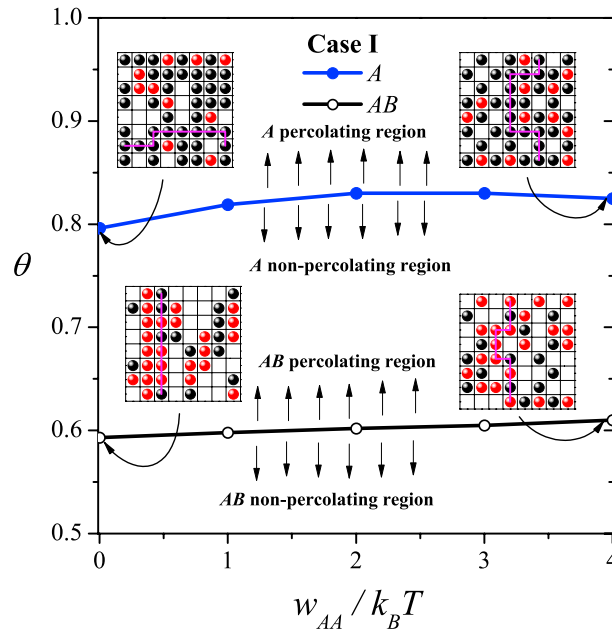 1.0
0.9
0.8
0.7
0.6
0.5
θ
Case I
A
AB
A percolating region
A non-percolating region
AB percolating region
AB non-percolating region
0 1 2 3 4
w_AA / k_B T